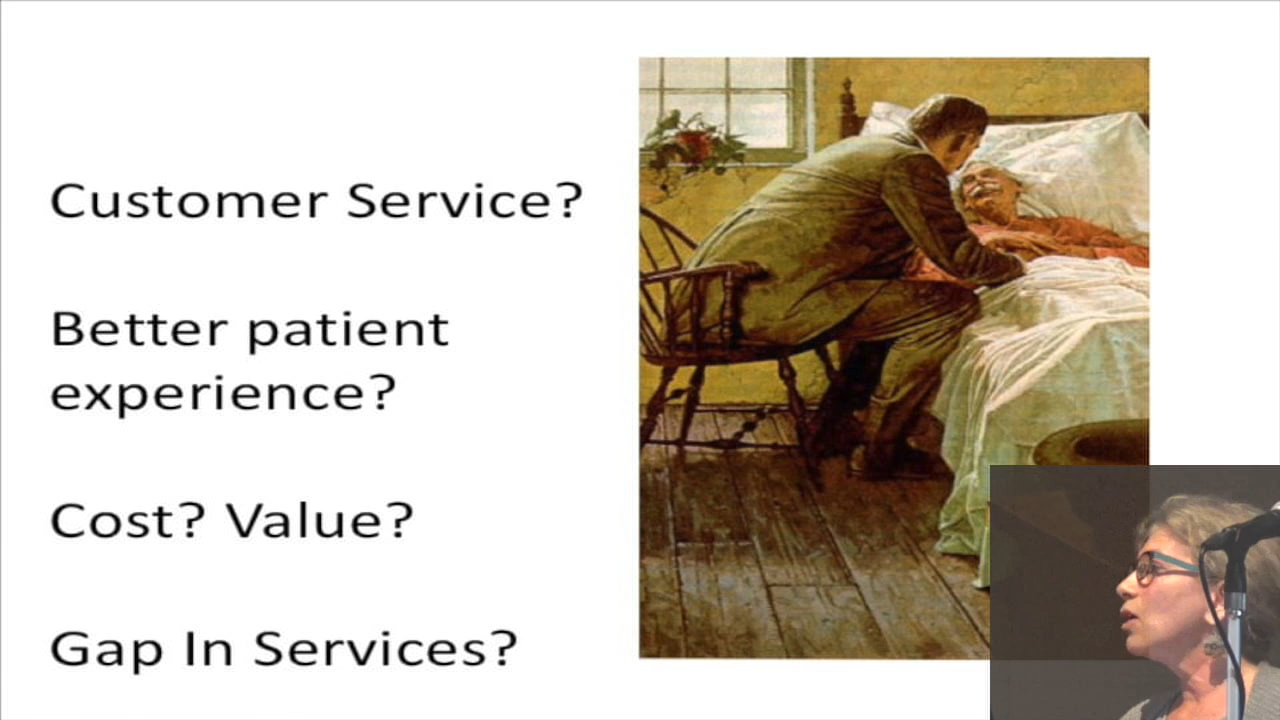 Customer Service?
Better patient
experience?
Cost? Value?
Gap In Services?